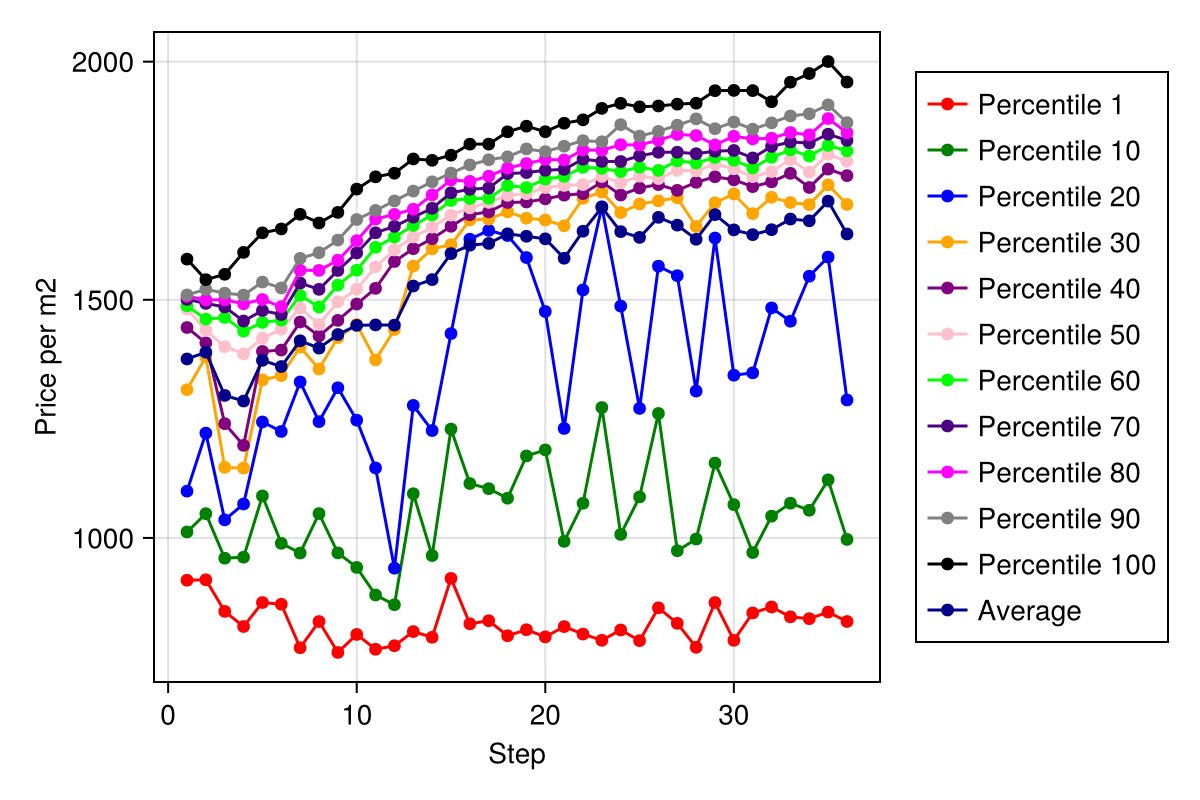 2000
1500
1000
Price per m2
0 10 20 30
Step
Percentile 1
Percentile 10
Percentile 20
Percentile 30
Percentile 40
Percentile 50
Percentile 60
Percentile 70
Percentile 80
Percentile 90
Percentile 100
Average